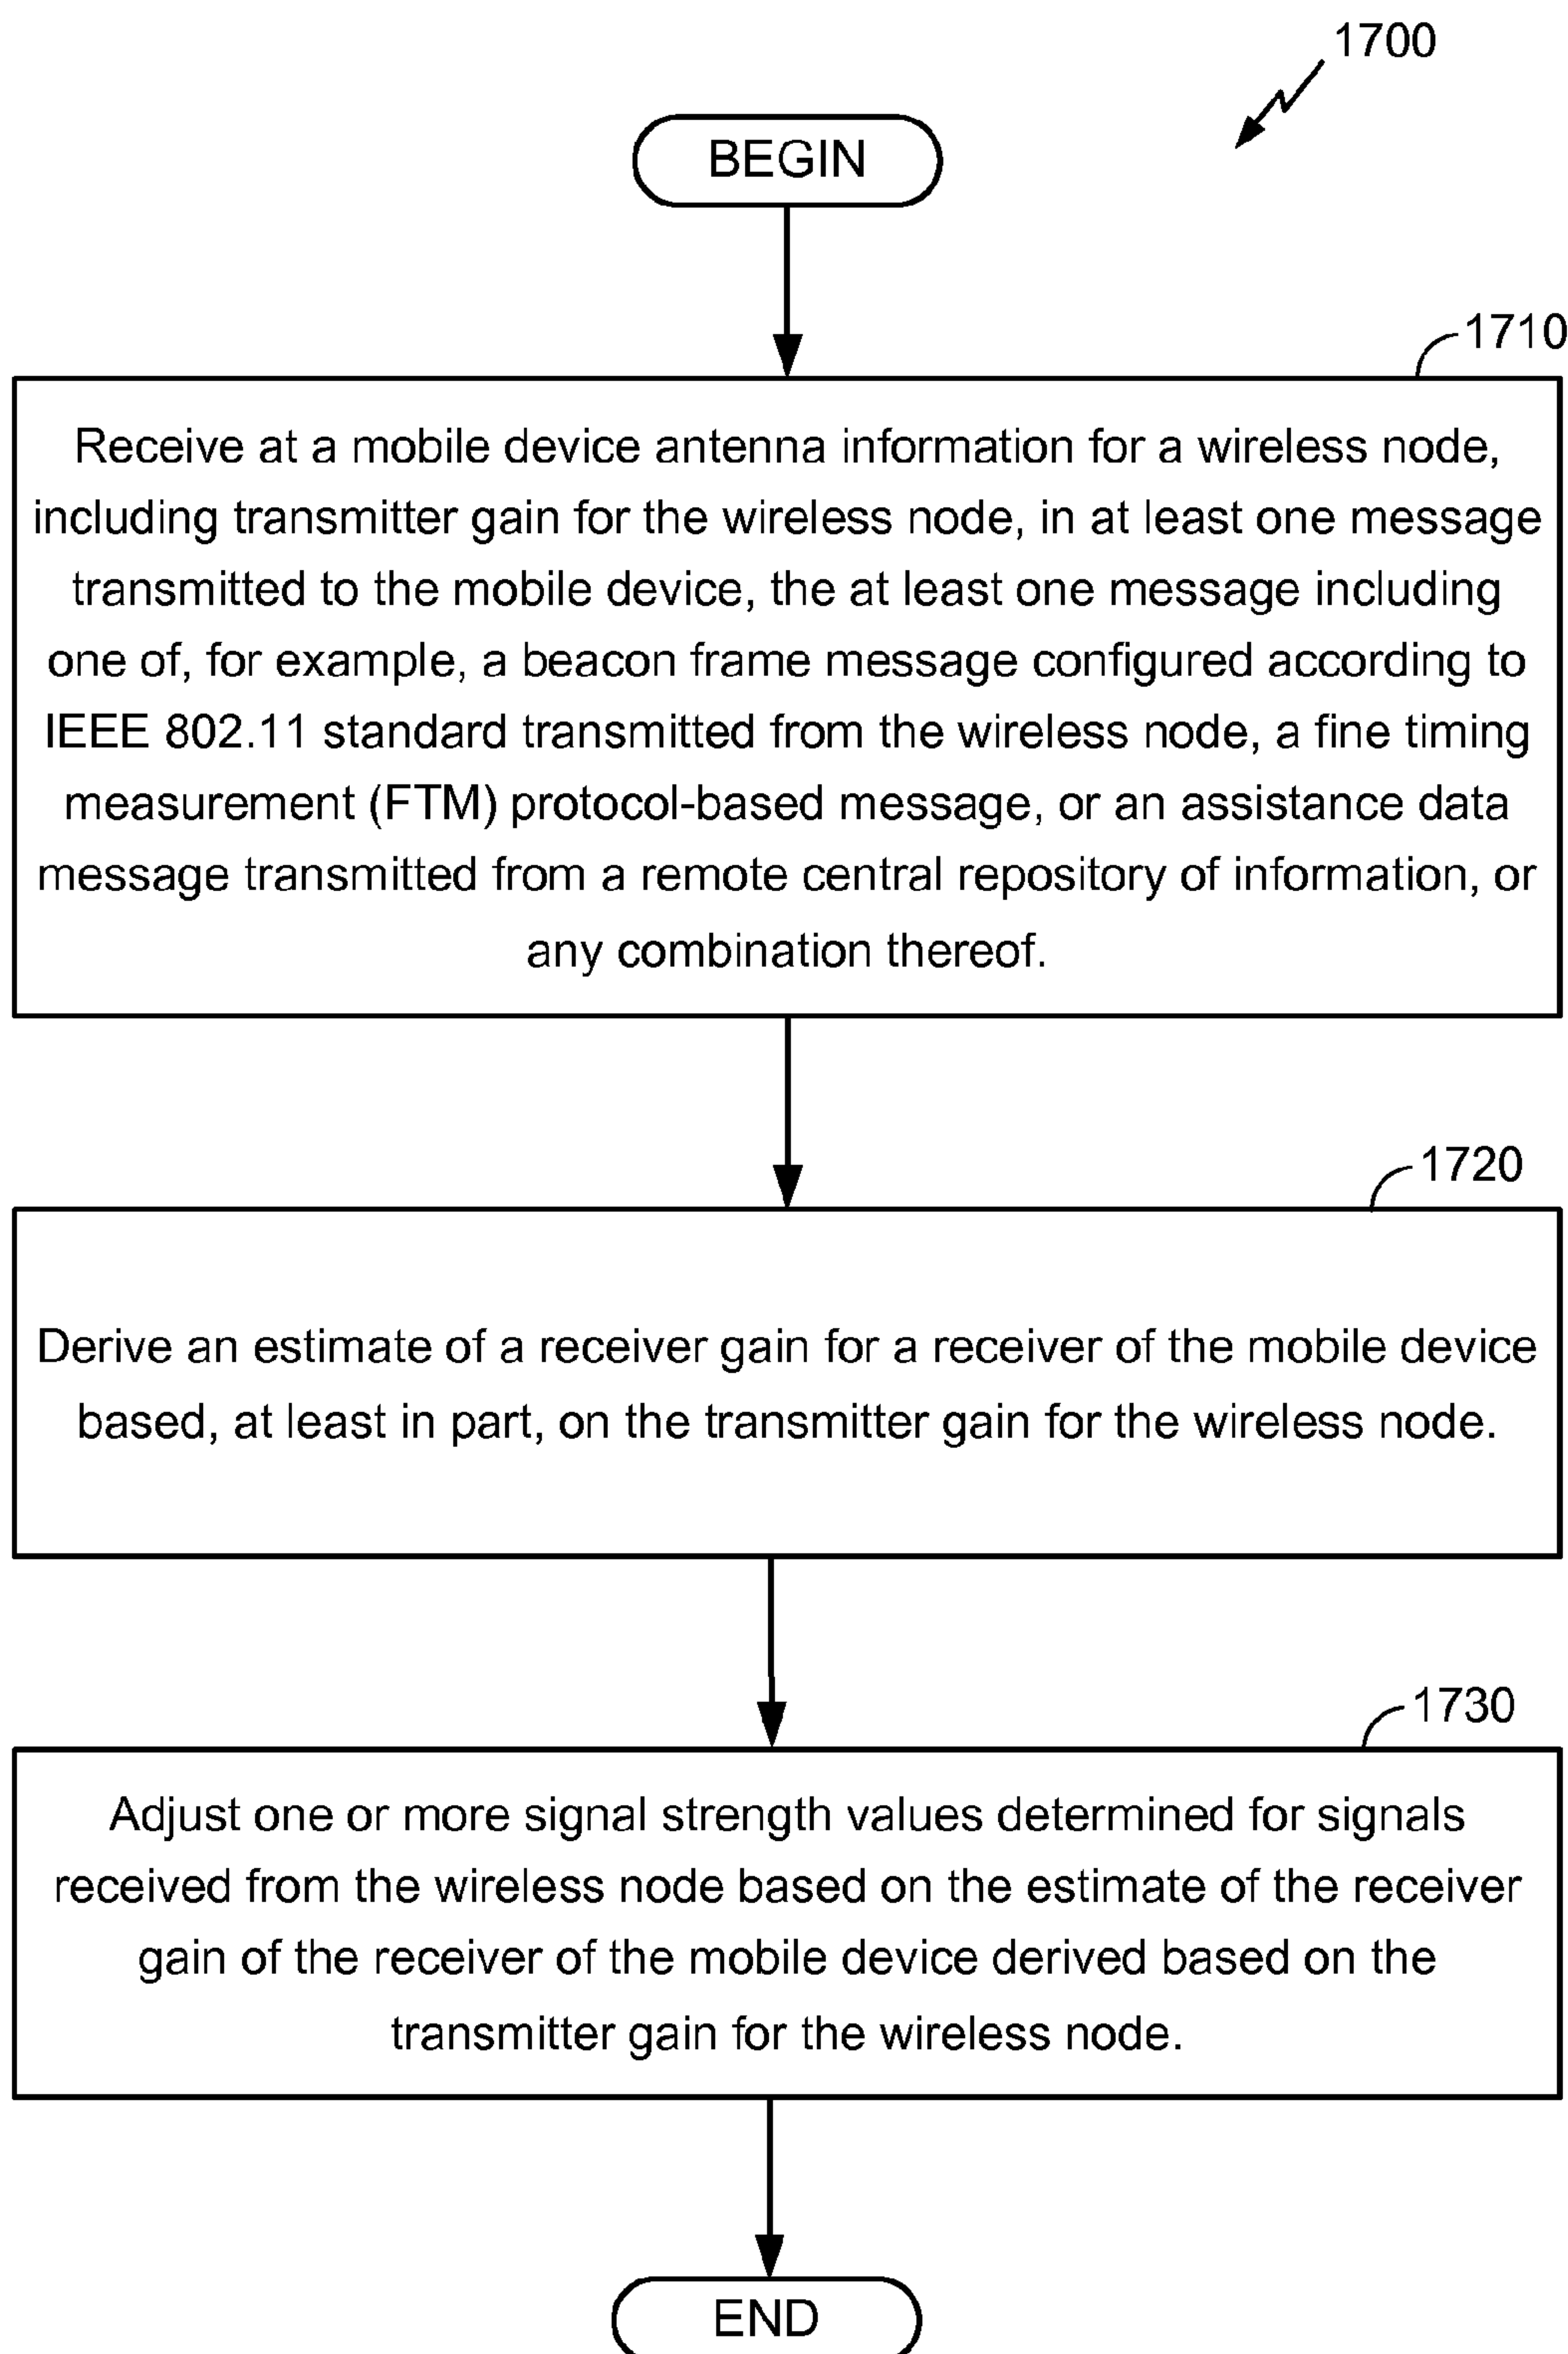 1700
BEGIN
1710
Receive at a mobile device antenna information for a wireless node,
including transmitter gain for the wireless node, in at least one message
transmitted to the mobile device, the at least one message including
one of, for example, a beacon frame message configured according to
IEEE 802.11 standard transmitted from the wireless node, a fine timing
measurement (FTM) protocol-based message, or an assistance data
message transmitted from a remote central repository of information, or
any combination thereof.
1720
Derive an estimate of a receiver gain for a receiver of the mobile device
based, at least in part, on the transmitter gain for the wireless node.
1730
Adjust one or more signal strength values determined for signals
received from the wireless node based on the estimate of the receiver
gain of the receiver of the mobile device derived based on the
transmitter gain for the wireless node.
END